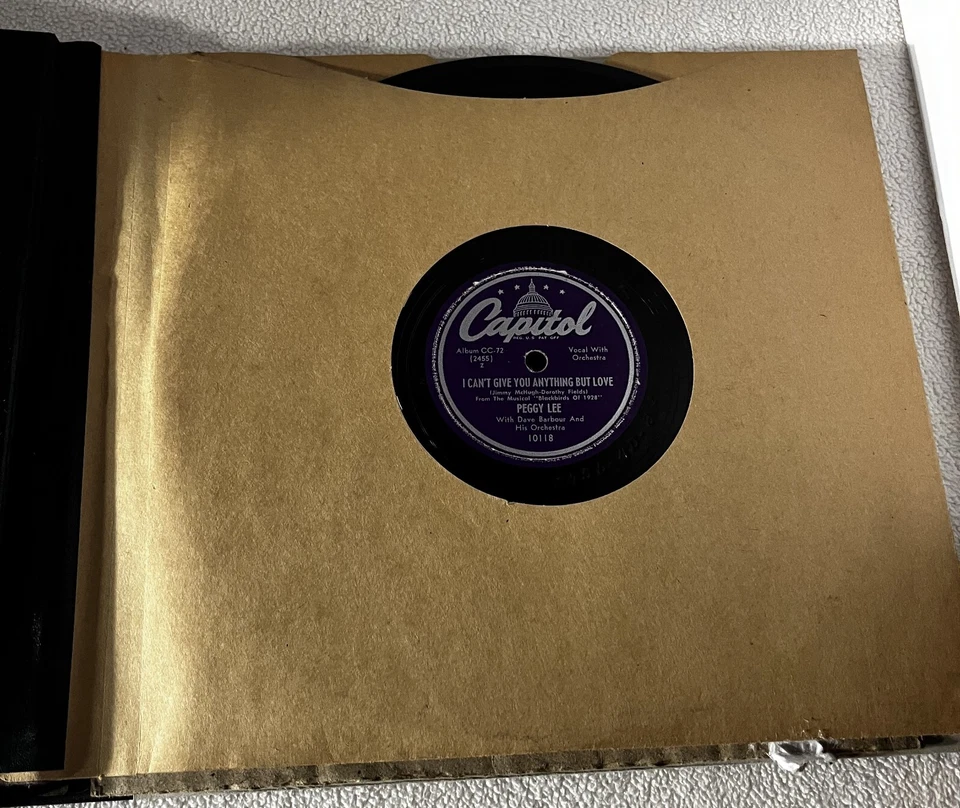 Capitol
REG. U.S. PAT. OFF.
Album CC-72
(2455)
Z
Vocal With
Orchestra
I CAN'T GIVE YOU ANYTHING BUT LOVE
(Jimmy McHugh-Dorothy Fields)
From The Musical "Blackbirds Of 1928"
PEGGY LEE
With Dave Barbour And
His Orchestra
10118